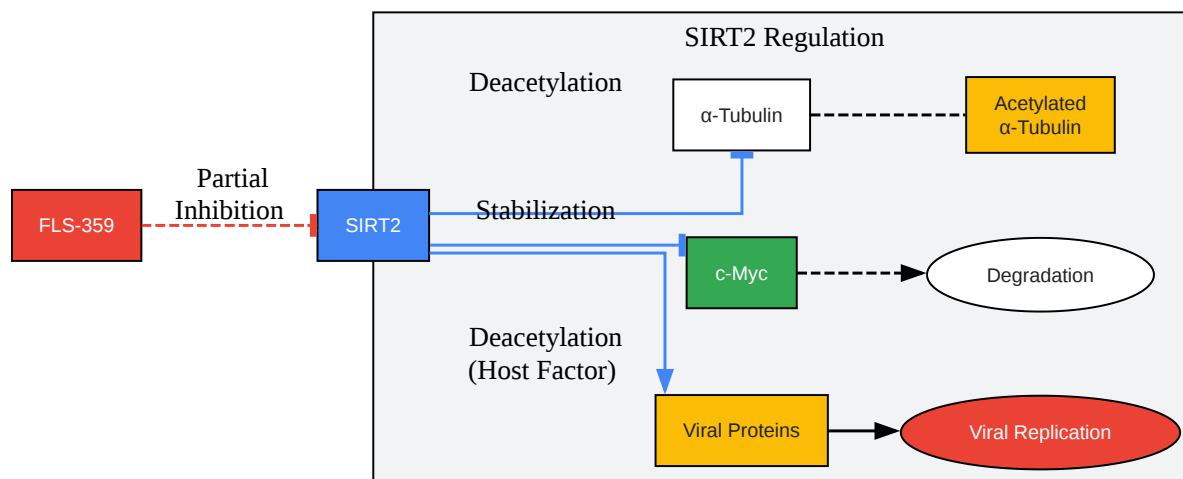 SIRT2 Regulation
Deacetylation
α-Tubulin
Acetylated
α-Tubulin
Partial
Inhibition
FLS-359
SIRT2
Stabilization
c-Myc
Degradation
Deacetylation
(Host Factor)
Viral Proteins
Viral Replication